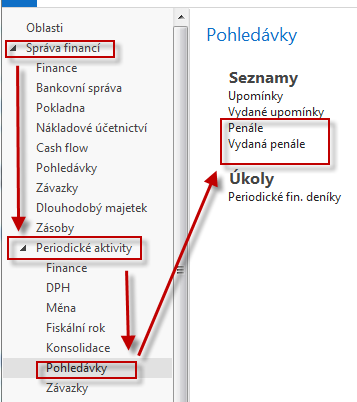 Oblasti
Správa financí
Finance
Bankovní správa
Pokladna
Nákladové účetnictví
Cash flow
Pohledávky
Závazky
Dlouhodobý majetek
Zásoby
Periodické aktivity
Finance
DPH
Měna
Fiskální rok
Konsolidace
Pohledávky
Závazky
Pohledávky
Seznamy
Upomínky
Vydané upomínky
Penále
Vydaná penále
Úkoly
Periodické fin. deníky